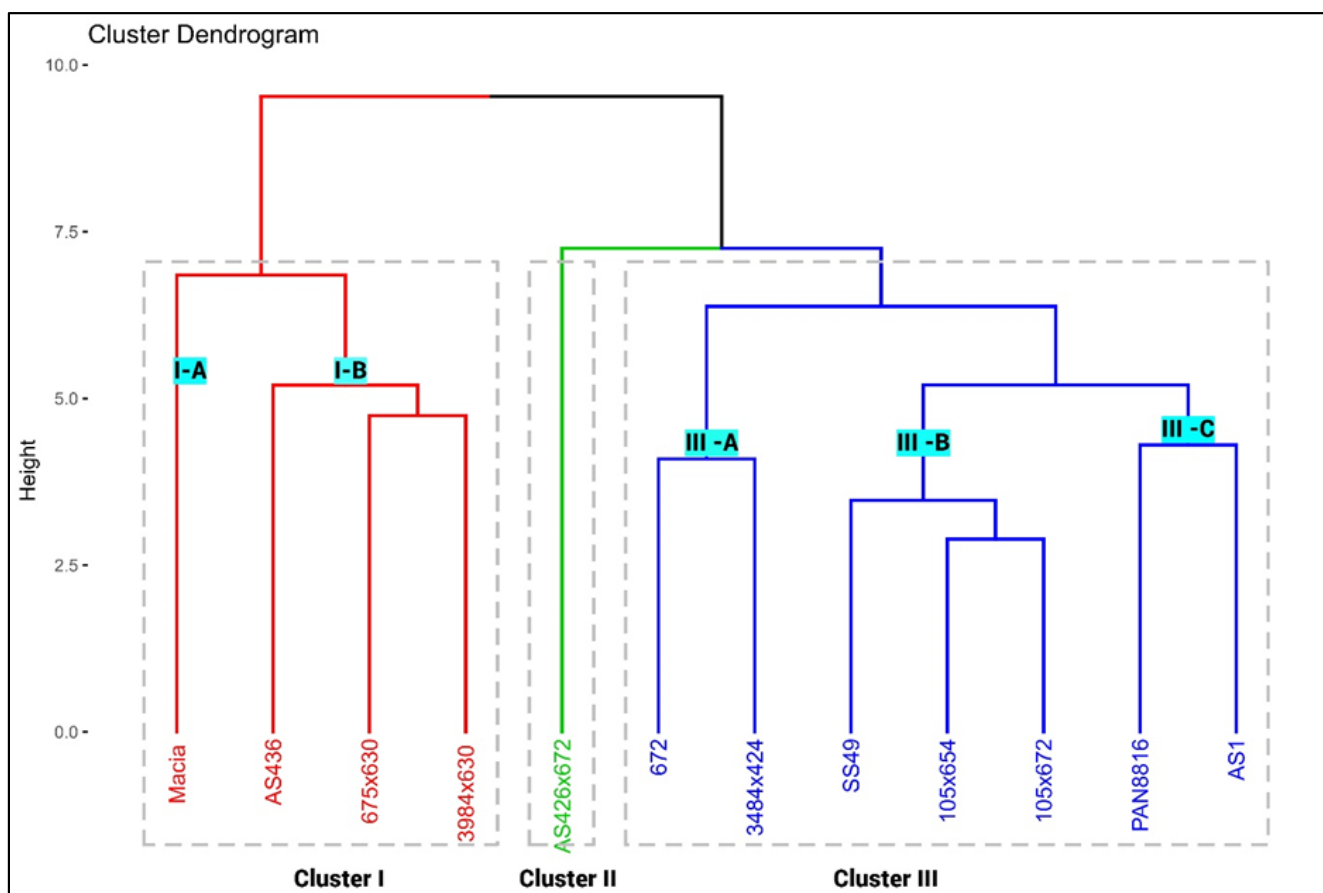 Cluster Dendrogram
10.0
7.5
5.0
2.5
0.0
Height
I-A
I-B
III -A
III -B
III -C
Macia
AS436
675x630
3984x630
AS426x672
672
3484x424
SS49
105x654
105x672
PAN8816
AS1
Cluster I
Cluster II
Cluster III